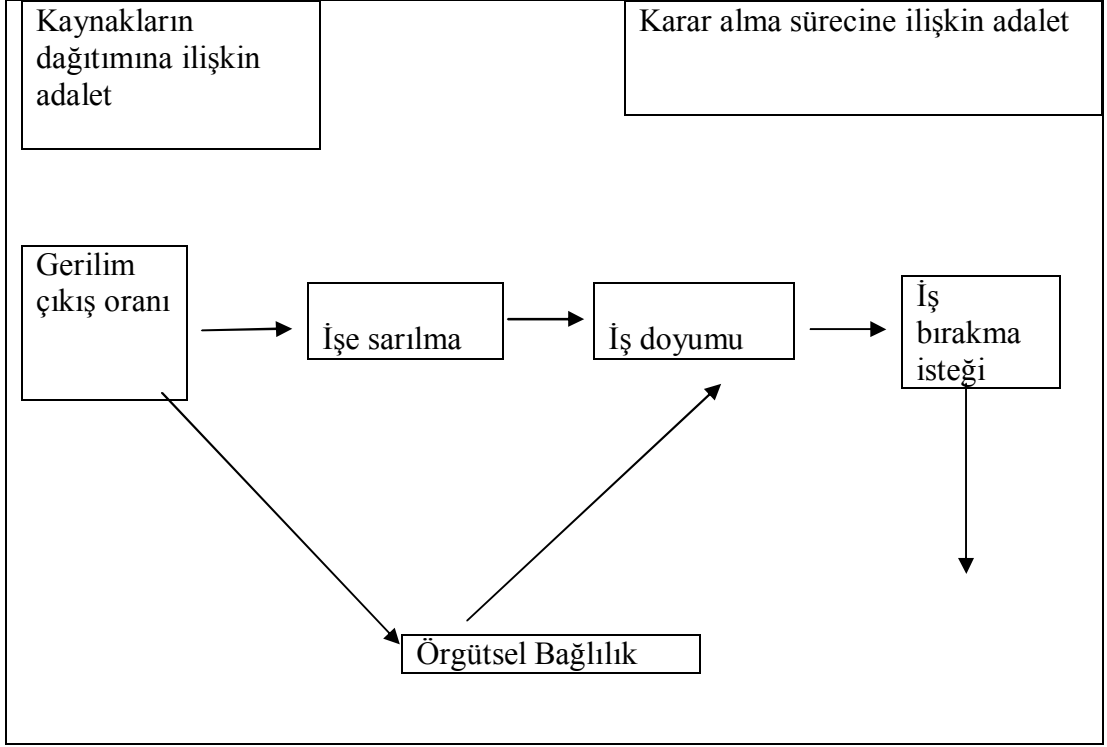 Kaynakların
dağıtımına ilişkin
adalet
Karar alma sürecine ilişkin adalet
Gerilim
çıkış oranı
İşe sarılma
İş doyumu
İş
bırakma
isteği
Örgütsel Bağlılık